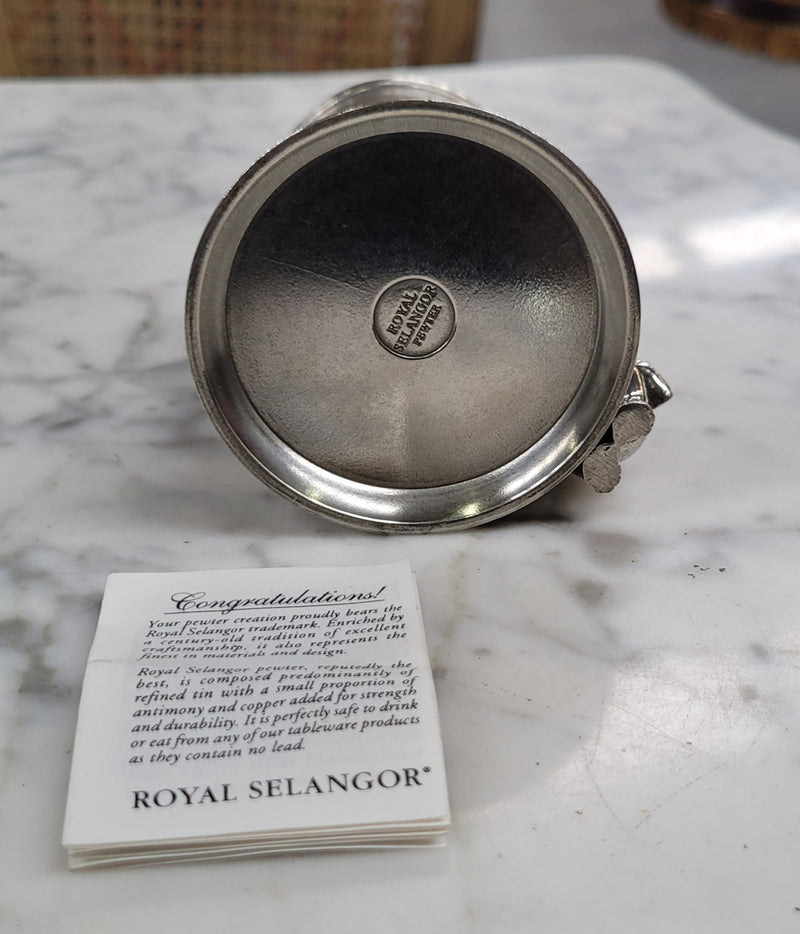 ROYAL
SELANGOR
PEWTER
Congratulations!
Your pewter creation proudly bears the
Royal Selangor trademark. Enriched by
a century-old tradition of excellent
craftsmanship, it also represents the
finest in materials and design.
Royal Selangor pewter, reputedly the
best, is composed predominantly of
refined tin with a small proportion of
antimony and copper added for strength
and durability. It is perfectly safe to drink
or eat from any of our tableware products
as they contain no lead.
ROYAL SELANGOR®